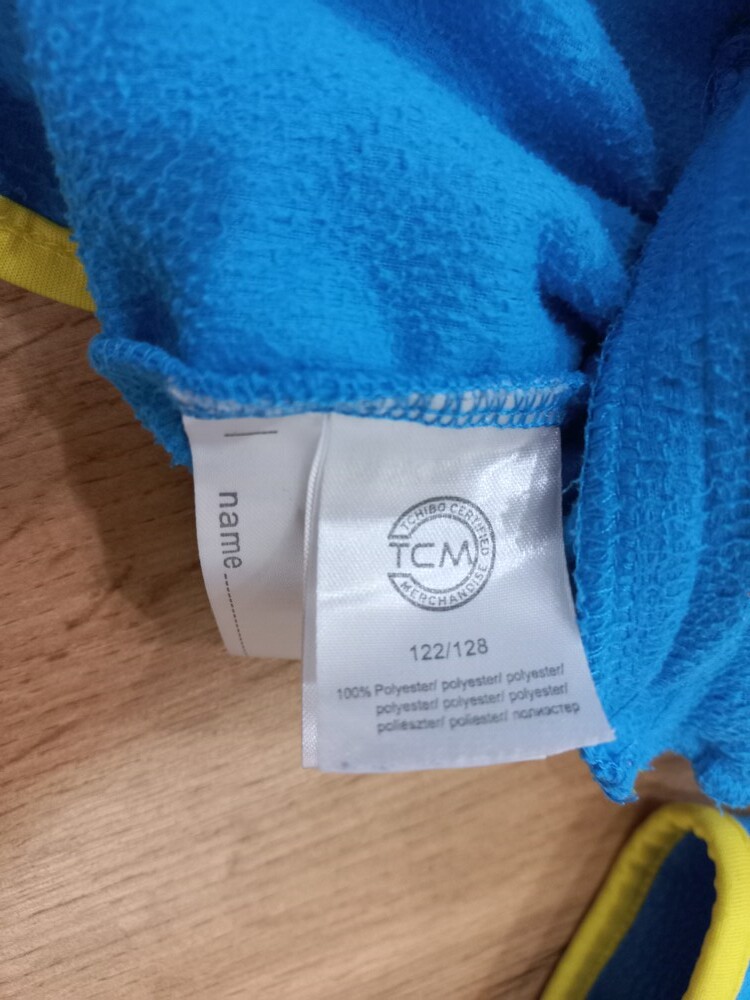 name
TCHIBO CERTIFIED
TCM
MERCHANDISE
122/128
100% Polyester/ polyester/ polyester/
polyester/ polyester/ polyester/
poliészter/ poliester/ полиэстер